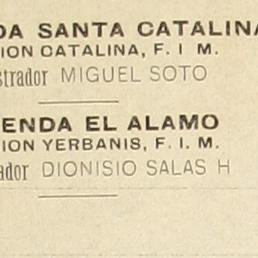 DA SANTA CATALINA
ION CATALINA, F. I M.
strador MIGUEL SOTO
ENDA EL ALAMO
ION YERBANIS, F. I. M.
ador DIONISIO SALAS H